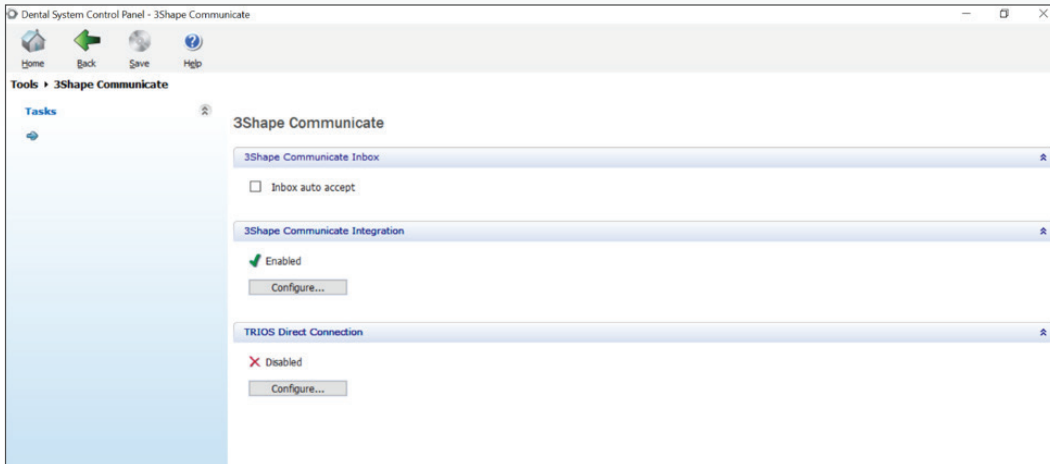 Dental System Control Panel - 3Shape Communicate
Home Back Save Help
Tools 3Shape Communicate
Tasks
3Shape Communicate
3Shape Communicate Inbox
Inbox auto accept
3Shape Communicate Integration
Enabled
Configure...
TRIOS Direct Connection
Disabled
Configure...